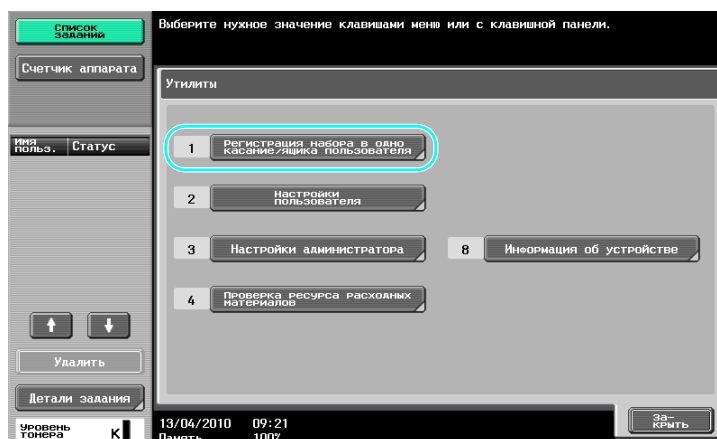 Список
заданий
Выберите нужное значение клавишами меню или с клавишной панели.
Счетчик аппарата
Утилиты
Имя
польз.
Статус
1
Регистрация набора в одно
касание/ящика пользователя
2
Настройки
пользователя
3
Настройки администратора
8
Информация об устройстве
4
Проверка ресурса расходных
материалов
Удалить
Детали задания
Уровень
тонера
K
13/04/2010 09:21
Память 100%
За-
крыть